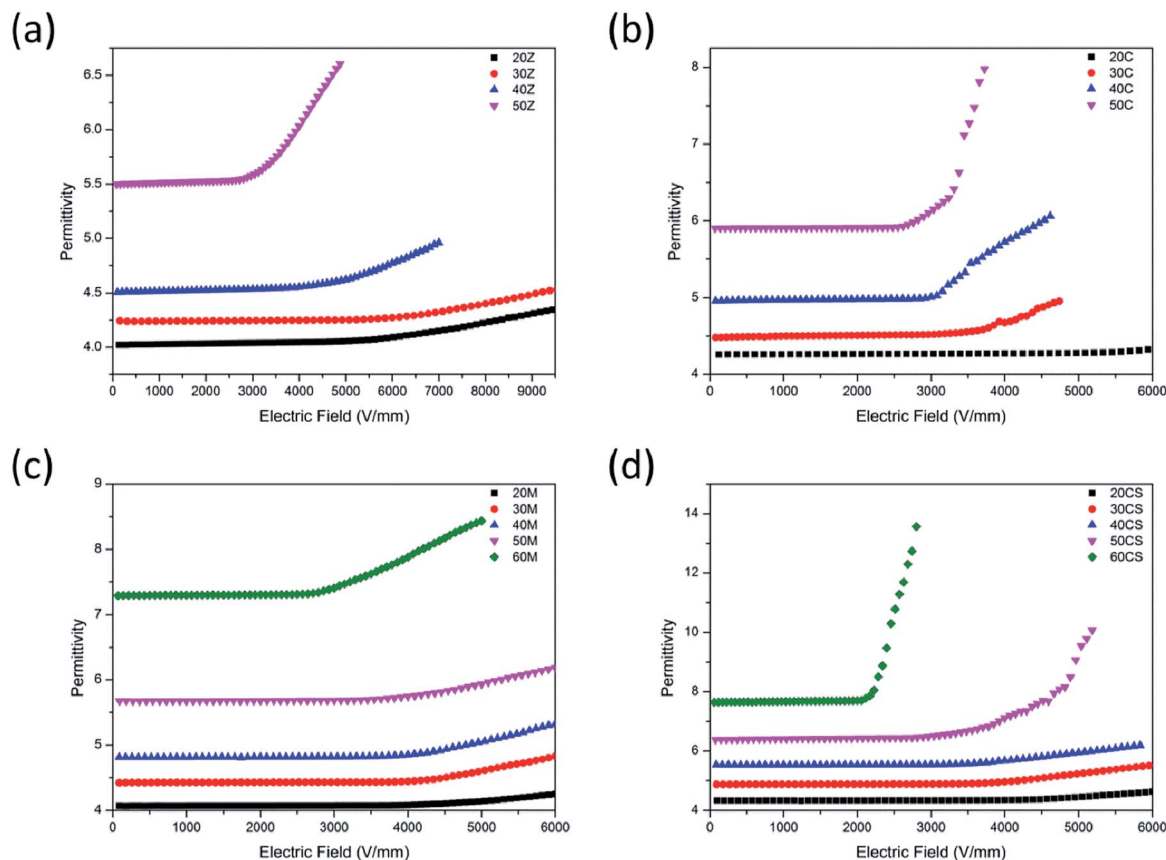 (a)
20Z
30Z
40Z
50Z
6.5
6.0
5.5
5.0
4.5
4.0
Permittivity
0 1000 2000 3000 4000 5000 6000 7000 8000 9000
Electric Field (V/mm)
(b)
20C
30C
40C
50C
8
7
6
5
4
Permittivity
0 1000 2000 3000 4000 5000 6000
Electric Field (V/mm)
(c)
20M
30M
40M
50M
60M
9
8
7
6
5
4
Permittivity
0 1000 2000 3000 4000 5000 6000
Electric Field (V/mm)
(d)
20CS
30CS
40CS
50CS
60CS
14
12
10
8
6
4
Permittivity
0 1000 2000 3000 4000 5000 6000
Electric Field (V/mm)